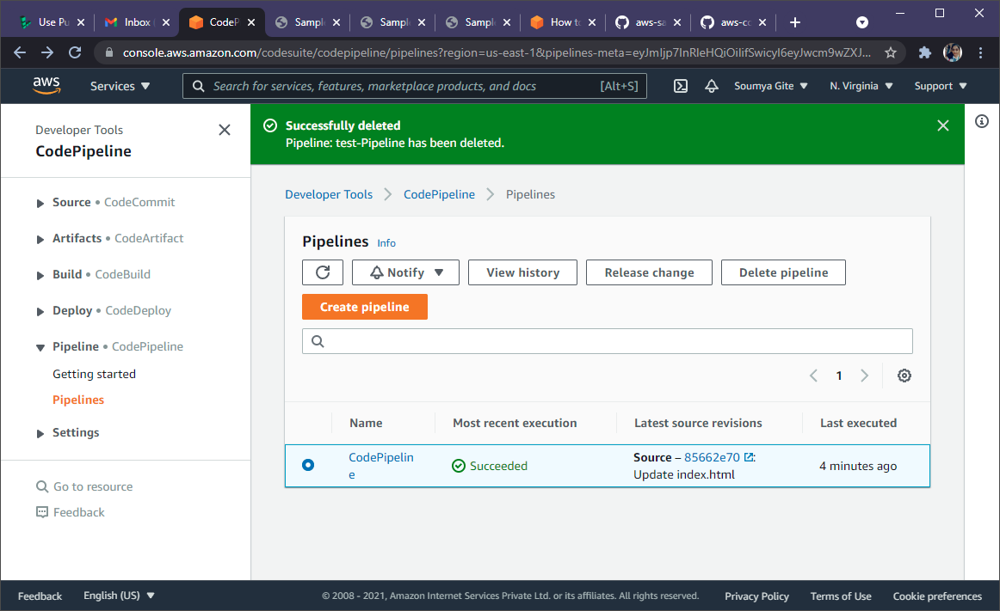 Use Pu
Inbox (
CodeP
Sampl
Sampl
Sampl
How to
aws-sa
aws-co
console.aws.amazon.com/codesuite/codepipeline/pipelines?region=us-east-1&pipelines-meta=eyJmIjp7InRleHQiOiIifSwicyI6eyJwcm9wZXJ...
aws
Services
Search for services, features, marketplace products, and docs
[Alt+S]
Soumya Gite
N. Virginia
Support
Developer Tools
CodePipeline
Source • CodeCommit
Artifacts • CodeArtifact
Build • CodeBuild
Deploy • CodeDeploy
Pipeline • CodePipeline
Getting started
Pipelines
Settings
Go to resource
Feedback
Successfully deleted
Pipeline: test-Pipeline has been deleted.
Developer Tools
CodePipeline
Pipelines
Pipelines Info
Notify
View history
Release change
Delete pipeline
Create pipeline
1
Name
Most recent execution
Latest source revisions
Last executed
CodePipelin
e
Succeeded
Source – 85662e70 :
Update index.html
4 minutes ago
Feedback
English (US)
© 2008 - 2021, Amazon Internet Services Private Ltd. or its affiliates. All rights reserved.
Privacy Policy
Terms of Use
Cookie preferences